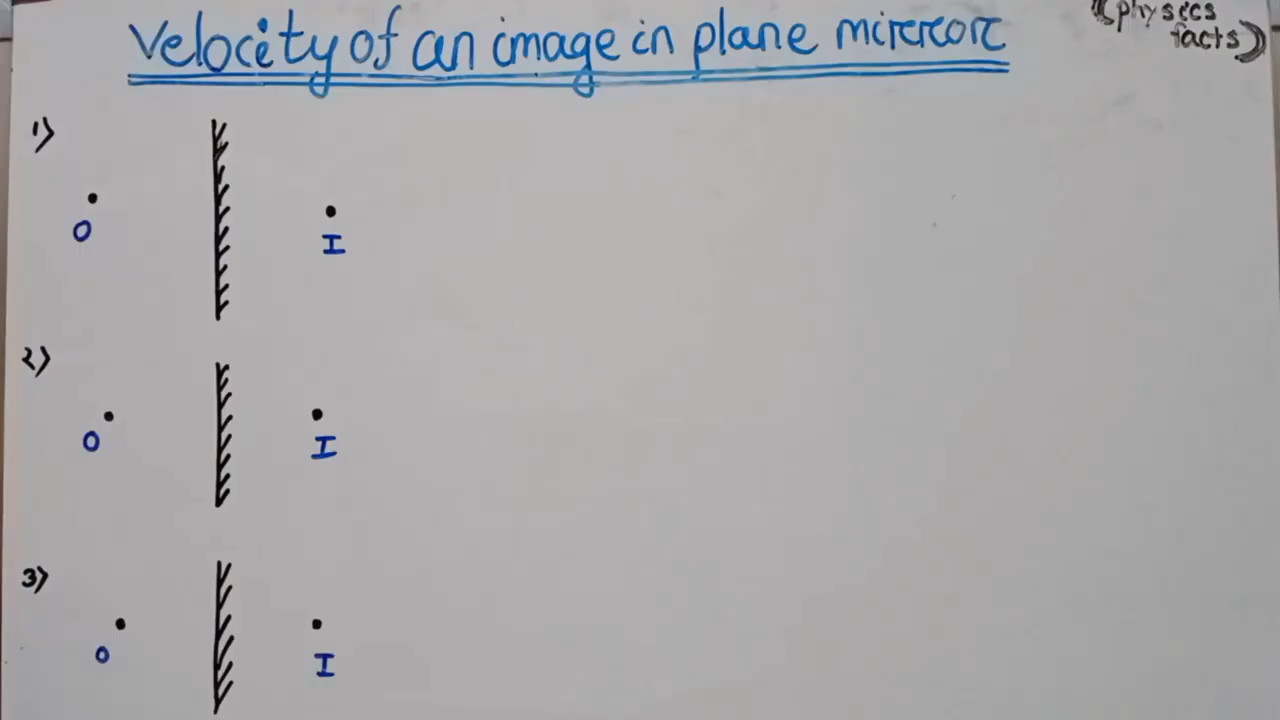 Velocity of an image in plane mirror
(physics
facts)
1)
O
I
2)
O
I
3)
O
I